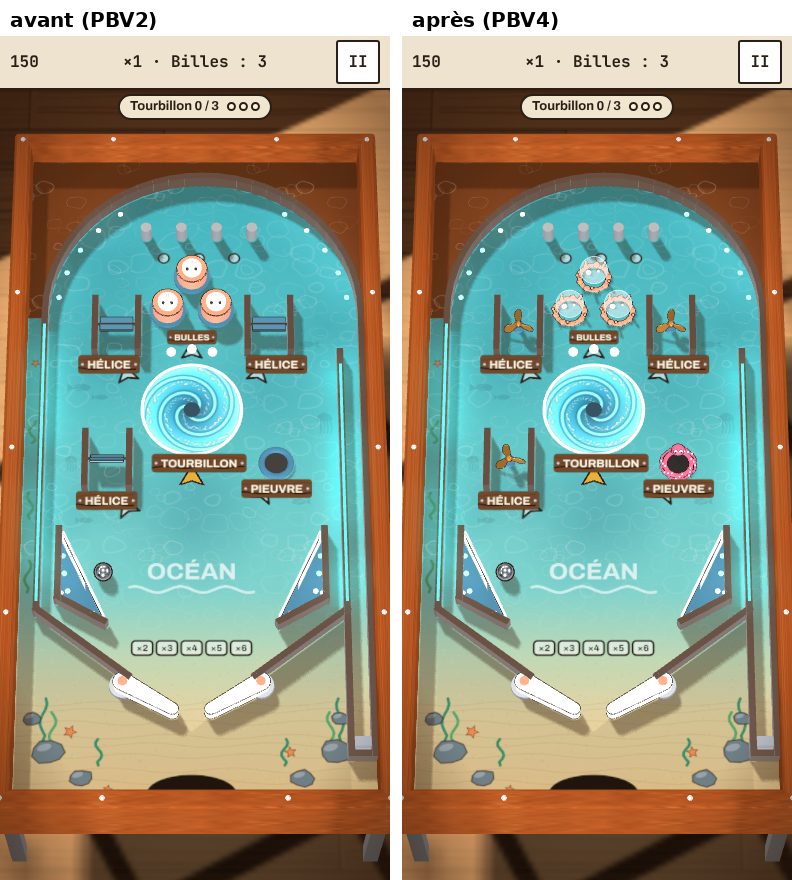 avant (PBV2)
150 ×1 · Billes : 3 II
Tourbillon 0 / 3
BULLES
HÉLICE HÉLICE
TOURBILLON
HÉLICE PIEUVRE
OCÉAN
×2 ×3 ×4 ×5 ×6
après (PBV4)
150 ×1 · Billes : 3 II
Tourbillon 0 / 3
BULLES
HÉLICE HÉLICE
TOURBILLON
HÉLICE PIEUVRE
OCÉAN
×2 ×3 ×4 ×5 ×6